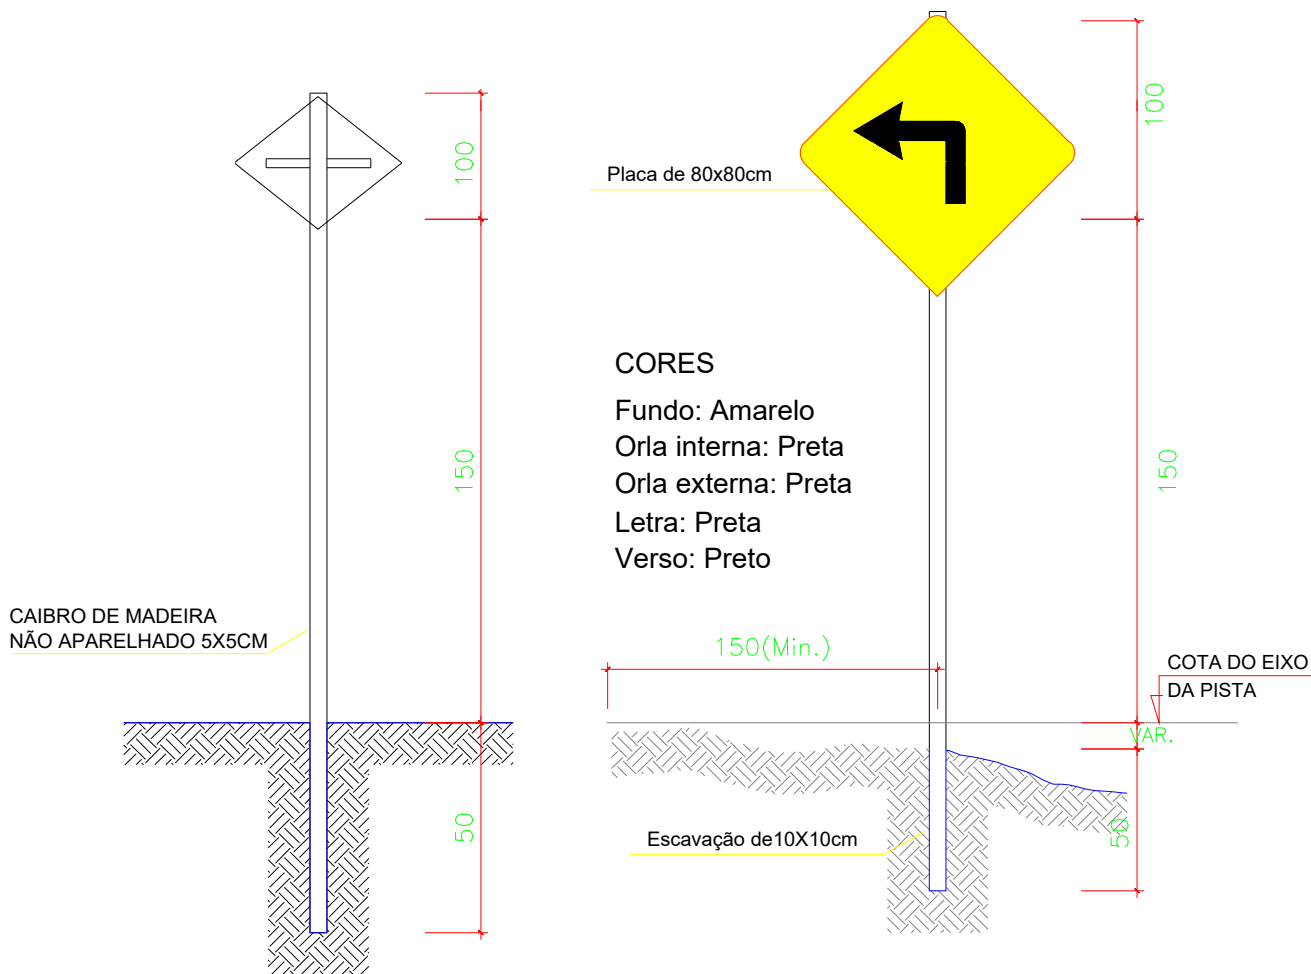 100
150
50
CAIBRO DE MADEIRA
NÃO APARELHADO 5X5CM
Placa de 80x80cm
100
CORES
Fundo: Amarelo
Orla interna: Preta
Orla externa: Preta
Letra: Preta
Verso: Preto
150
150(Min.)
COTA DO EIXO
DA PISTA
VAR.
50
Escavação de10X10cm